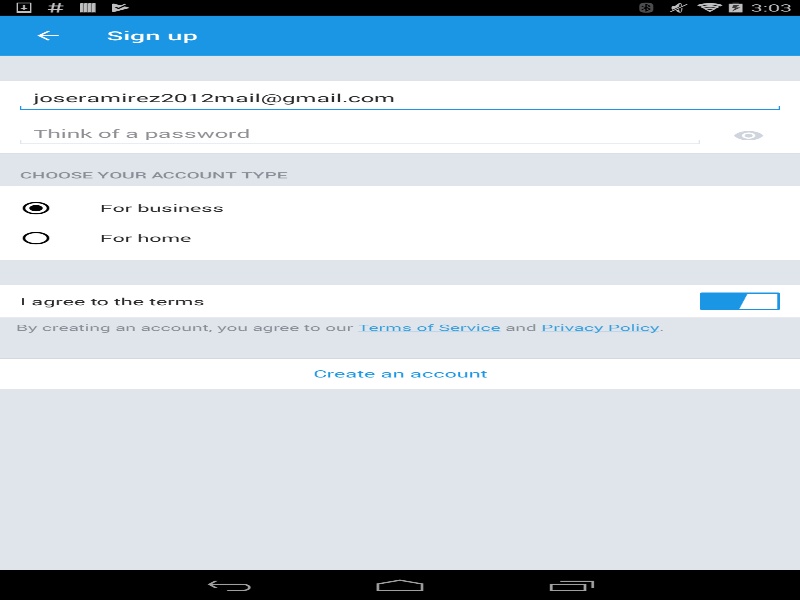 3:03
Sign up
joseramirez2012mail@gmail.com
Think of a password
CHOOSE YOUR ACCOUNT TYPE
For business
For home
I agree to the terms
By creating an account, you agree to our Terms of Service and Privacy Policy.
Create an account